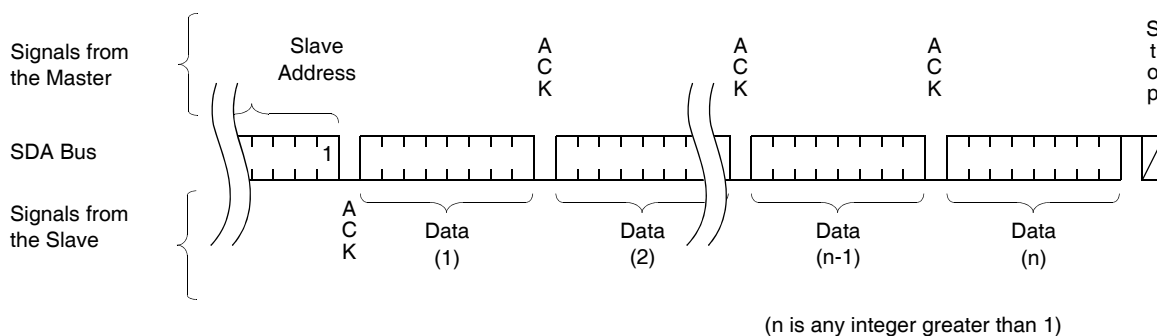 Signals from
the Master
Slave
Address
A
C
K
A
C
K
A
C
K
S
t
o
p
SDA Bus
1
Signals from
the Slave
A
C
K
Data
(1)
Data
(2)
Data
(n-1)
Data
(n)
(n is any integer greater than 1)